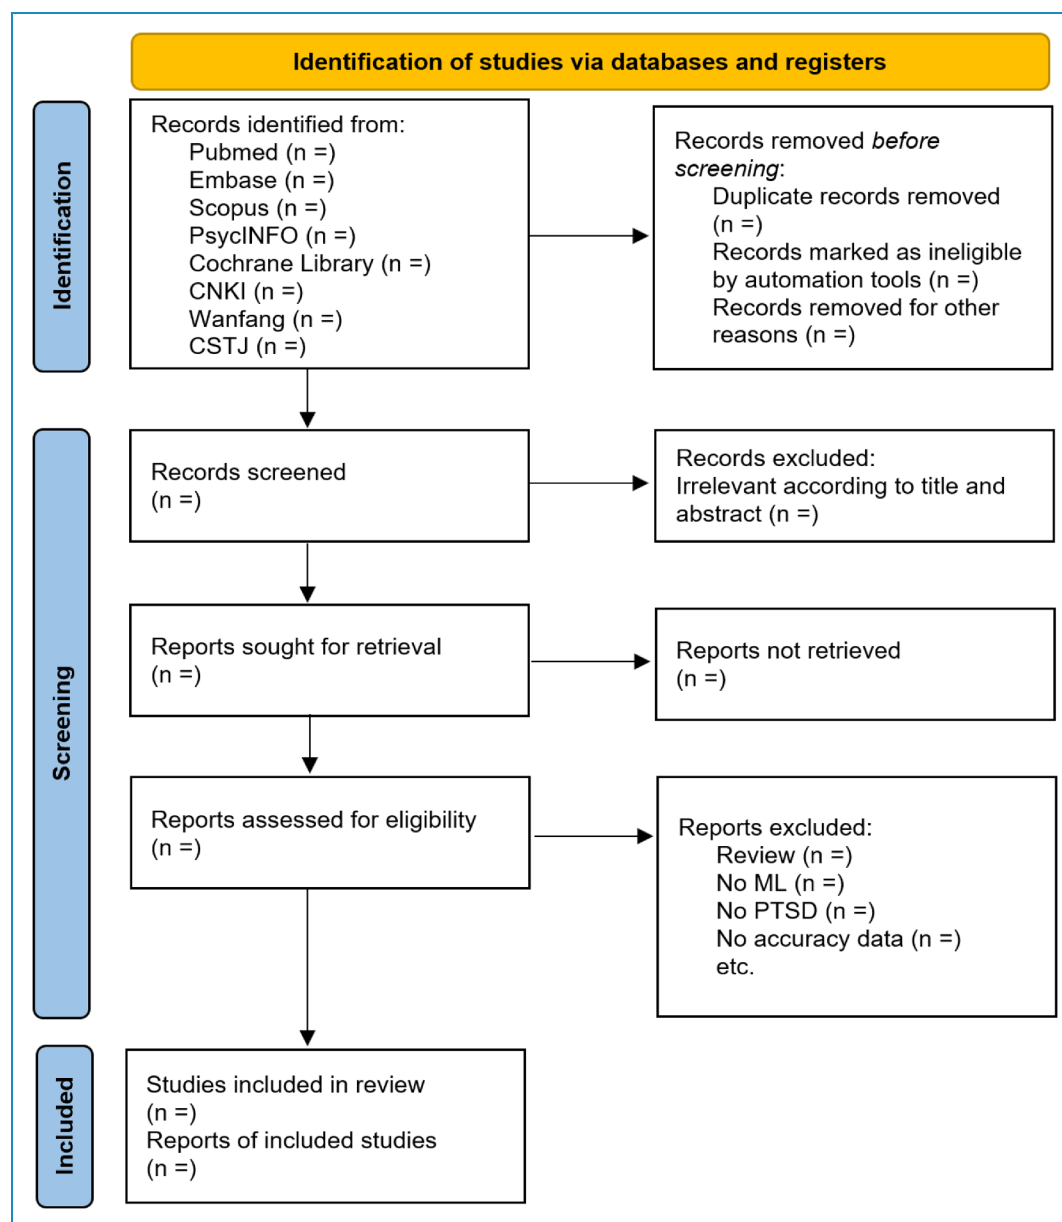 Identification of studies via databases and registers
Identification
Records identified from:
Pubmed (n =)
Embase (n =)
Scopus (n =)
PsycINFO (n =)
Cochrane Library (n =)
CNKI (n =)
Wanfang (n =)
CSTJ (n =)
Records removed before
screening:
Duplicate records removed
(n =)
Records marked as ineligible
by automation tools (n =)
Records removed for other
reasons (n =)
Screening
Records screened
(n =)
Records excluded:
Irrelevant according to title and
abstract (n =)
Reports sought for retrieval
(n =)
Reports not retrieved
(n =)
Reports assessed for eligibility
(n =)
Reports excluded:
Review (n =)
No ML (n =)
No PTSD (n =)
No accuracy data (n =)
etc.
Included
Studies included in review
(n =)
Reports of included studies
(n =)